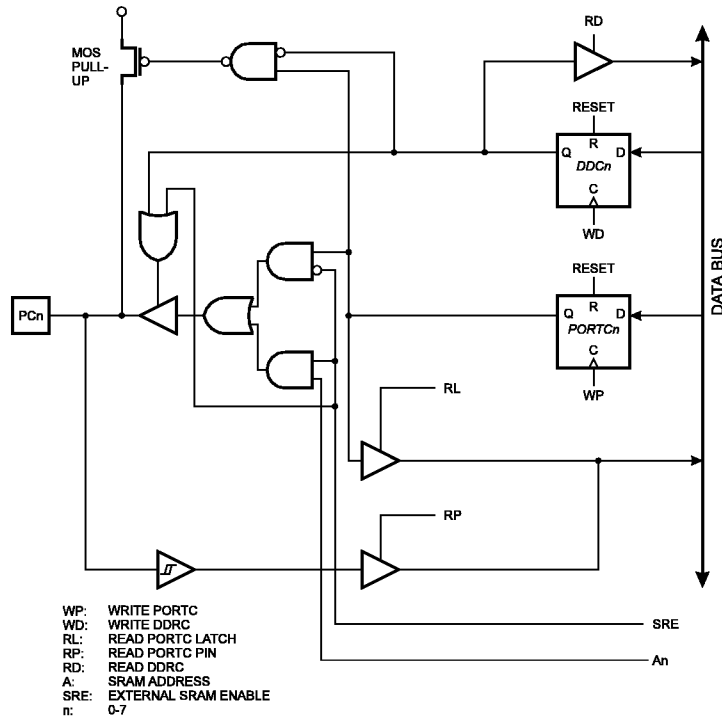 RD
MOS
PULL-
UP
RESET
R
Q D
DDCn
C
WD
RESET
R
PCn
Q D
PORTCn
C
DATA BUS
WP
RL
RP
WP: WRITE PORTC
WD: WRITE DDRC
RL: READ PORTC LATCH
RP: READ PORTC PIN
RD: READ DDRC
A: SRAM ADDRESS
SRE: EXTERNAL SRAM ENABLE
n: 0-7
SRE
An